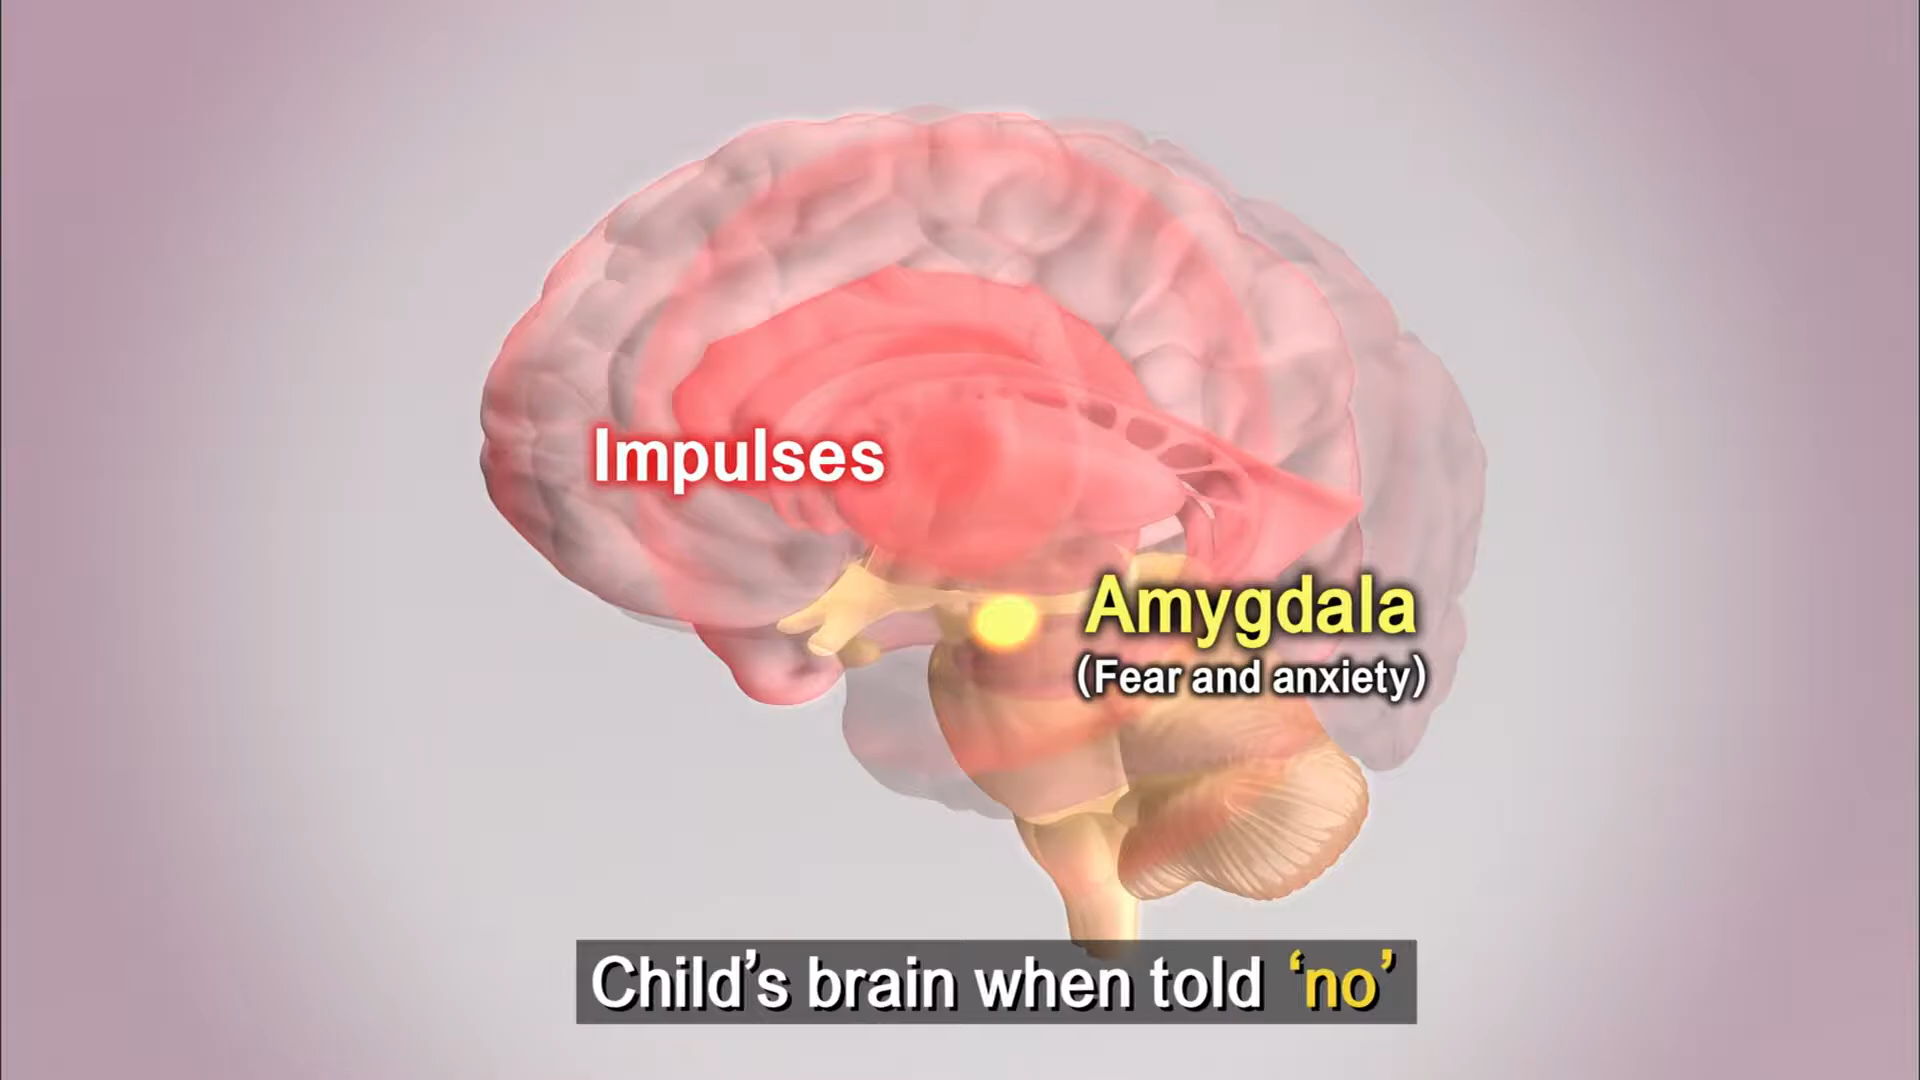 Impulses
Amygdala
(Fear and anxiety)
Child’s brain when told ‘no’